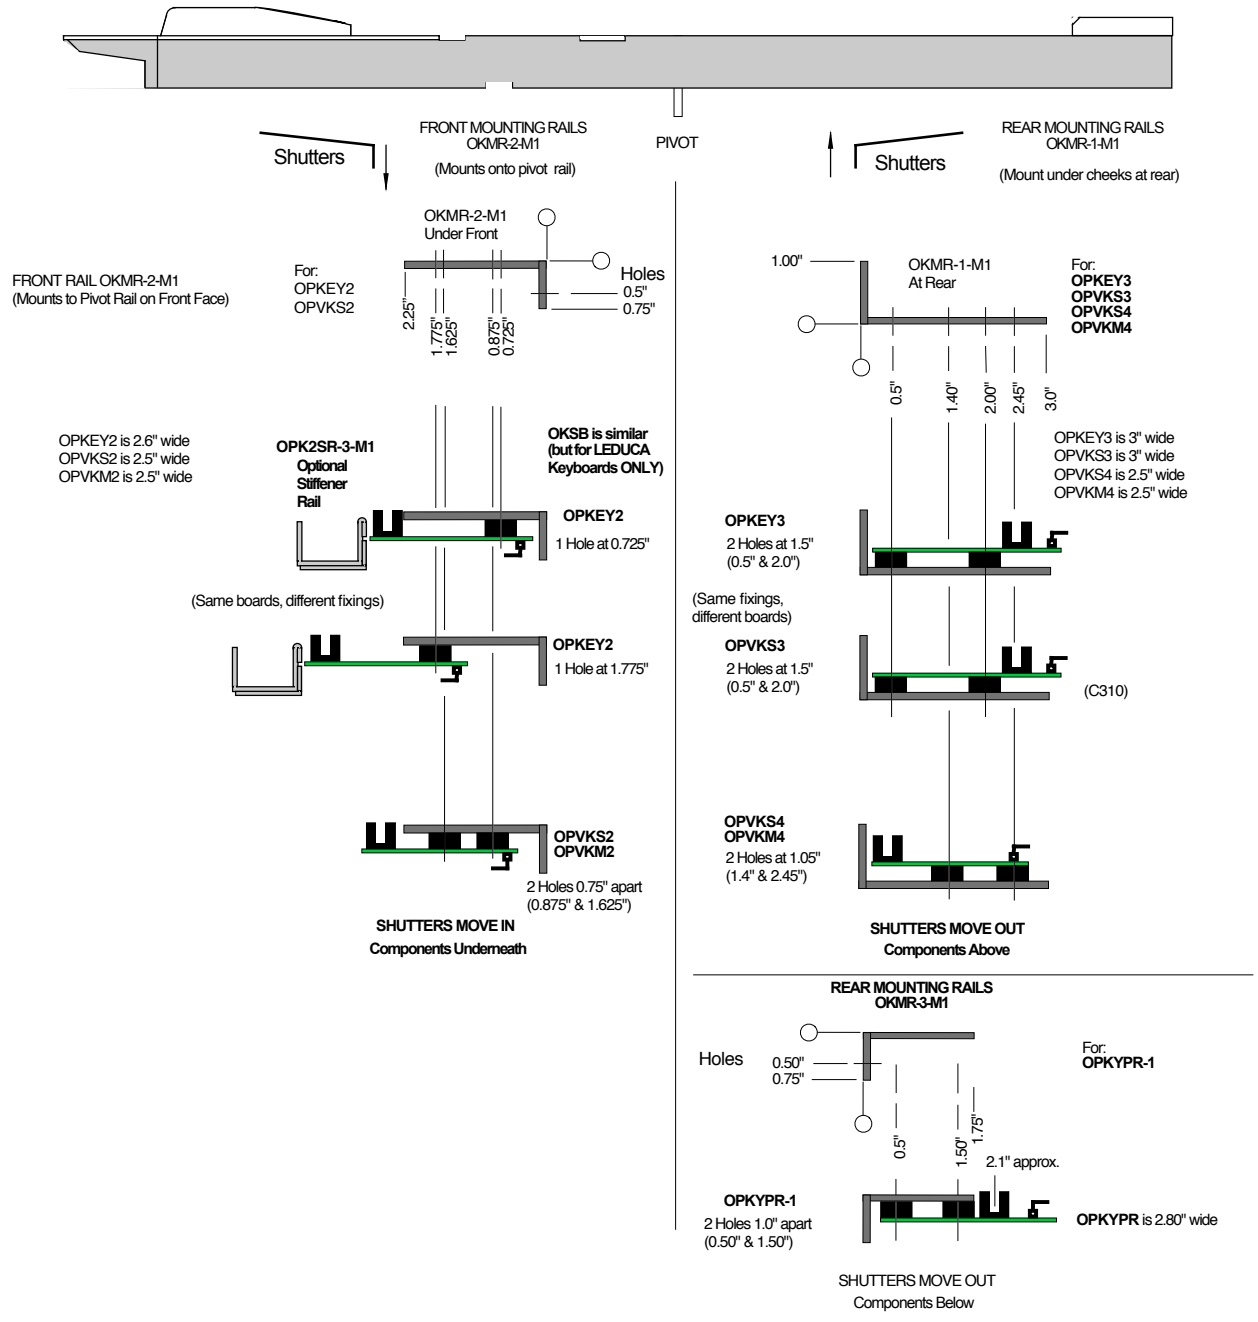 PIVOT
FRONT MOUNTING RAILS
OKMR-2-M1
(Mounts onto pivot rail)
Shutters
OKMR-2-M1
Under Front
FRONT RAIL OKMR-2-M1
(Mounts to Pivot Rail on Front Face)
For:
OPKEY2
OPVKS2
Holes
0.5"
0.75"
2.25"
1.775"
1.625"
0.875"
0.725"
OPKEY2 is 2.6" wide
OPVKS2 is 2.5" wide
OPVKM2 is 2.5" wide
OPK2SR-3-M1
Optional
Stiffener
Rail
OKSB is similar
(but for LEDUCA
Keyboards ONLY)
OPKEY2
1 Hole at 0.725"
(Same boards, different fixings)
OPKEY2
1 Hole at 1.775"
OPVKS2
OPVKM2
2 Holes 0.75" apart
(0.875" & 1.625")
SHUTTERS MOVE IN
Components Underneath
REAR MOUNTING RAILS
OKMR-1-M1
(Mount under cheeks at rear)
Shutters
1.00"
OKMR-1-M1
At Rear
For:
OPKEY3
OPVKS3
OPVKS4
OPVKM4
0.5"
1.40"
2.00"
2.45"
3.0"
OPKEY3 is 3" wide
OPVKS3 is 3" wide
OPVKS4 is 2.5" wide
OPVKM4 is 2.5" wide
OPKEY3
2 Holes at 1.5"
(0.5" & 2.0")
(Same fixings,
different boards)
OPVKS3
2 Holes at 1.5"
(0.5" & 2.0")
(C310)
OPVKS4
OPVKM4
2 Holes at 1.05"
(1.4" & 2.45")
SHUTTERS MOVE OUT
Components Above
REAR MOUNTING RAILS
OKMR-3-M1
Holes
0.50"
0.75"
For:
OPKYPR-1
0.5"
1.50"
1.75"
2.1" approx.
OPKYPR-1
2 Holes 1.0" apart
(0.50" & 1.50")
OPKYPR is 2.80" wide
SHUTTERS MOVE OUT
Components Below